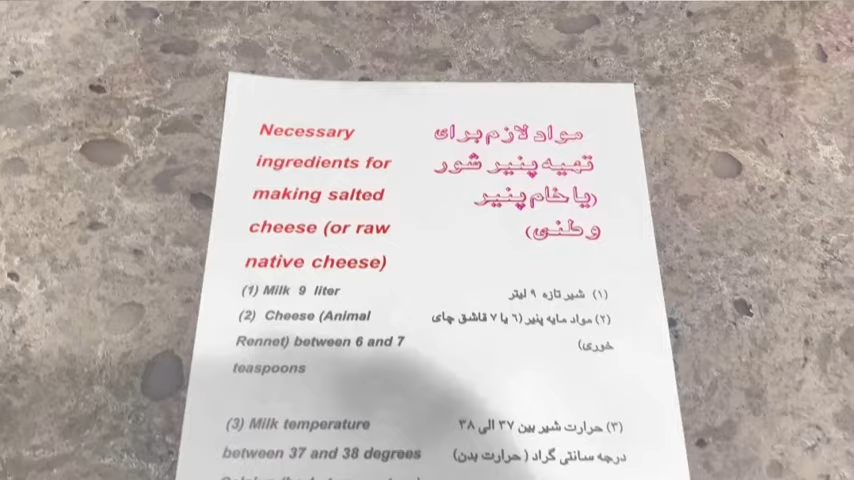 Necessary
ingredients for
making salted
cheese (or raw
native cheese)
(1) Milk 9 liter
(2) Cheese (Animal
Rennet) between 6 and 7
teaspoons
(3) Milk temperature
between 37 and 38 degrees
مواد لازم برای
تهیه پنیر شور
(یا خام پنیر
وطنی)
(۱) شیر تازه ۹ لیتر
(۲) مواد مایه پنیر (٦ یا ۷ قاشق چای
خوری)
(۳) حرارت شیر بین ۳۷ الی ۳۸
درجه سانتی گراد ( حرارت بدن)